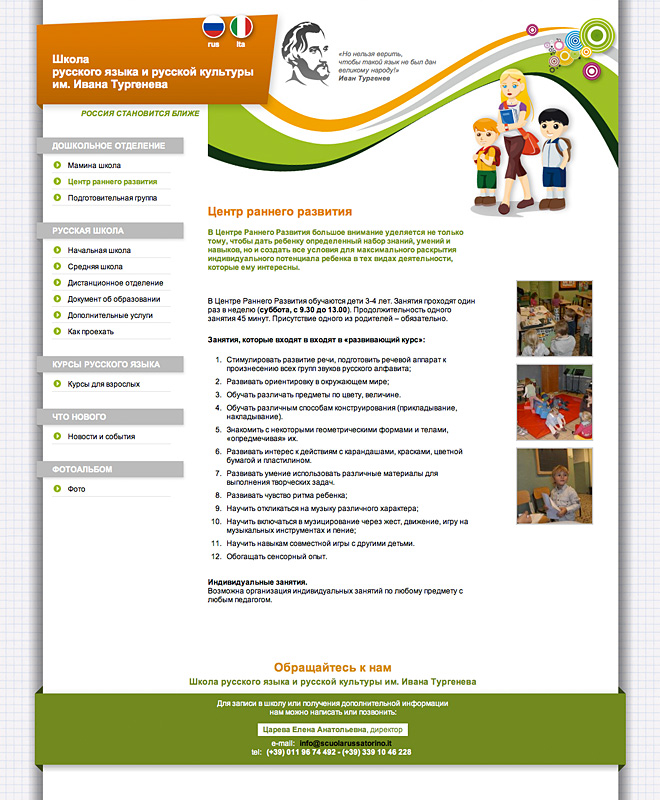 rus
ita
Школа
русского языка и русской культуры
им. Ивана Тургенева
«Но нельзя верить,
чтобы такой язык не был дан
великому народу!»
Иван Тургенев
РОССИЯ СТАНОВИТСЯ БЛИЖЕ
ДОШКОЛЬНОЕ ОТДЕЛЕНИЕ
Мамина школа
Центр раннего развития
Подготовительная группа
РУССКАЯ ШКОЛА
Начальная школа
Средняя школа
Дистанционное отделение
Документ об образовании
Дополнительные услуги
Как проехать
КУРСЫ РУССКОГО ЯЗЫКА
Курсы для взрослых
ЧТО НОВОГО
Новости и события
ФОТОАЛЬБОМ
Фото
Центр раннего развития
В Центре Раннего Развития большое внимание уделяется не только
тому, чтобы дать ребенку определенный набор знаний, умений и
навыков, но и создать все условия для максимального раскрытия
индивидуального потенциала ребенка в тех видах деятельности,
которые ему интересны.
В Центре Раннего Развития обучаются дети 3-4 лет. Занятия проходят один
раз в неделю (суббота, с 9.30 до 13.00). Продолжительность одного
занятия 45 минут. Присутствие одного из родителей – обязательно.
Занятия, которые входят в входят в «развивающий курс»:
1. Стимулировать развитие речи, подготовить речевой аппарат к
произнесению всех групп звуков русского алфавита;
2. Развивать ориентировку в окружающем мире;
3. Обучать различать предметы по цвету, величине.
4. Обучать различным способам конструирования (прикладывание,
накладывание).
5. Знакомить с некоторыми геометрическими формами и телами,
«опредмечивая» их.
6. Развивать интерес к действиям с карандашами, красками, цветной
бумагой и пластилином.
7. Развивать умение использовать различные материалы для
выполнения творческих задач.
8. Развивать чувство ритма ребенка;
9. Научить откликаться на музыку различного характера;
10. Научить включаться в музицирование через жест, движение, игру на
музыкальных инструментах и пение;
11. Научить навыкам совместной игры с другими детьми.
12. Обогащать сенсорный опыт.
Индивидуальные занятия.
Возможна организация индивидуальных занятий по любому предмету с
любым педагогом.
Обращайтесь к нам
Школа русского языка и русской культуры им. Ивана Тургенева
Для записи в школу или получения дополнительной информации
нам можно написать или позвонить:
Царева Елена Анатольевна, директор
e-mail: info@scuolarussatorino.it
tel: (+39) 011 96 74 492 - (+39) 339 10 46 228